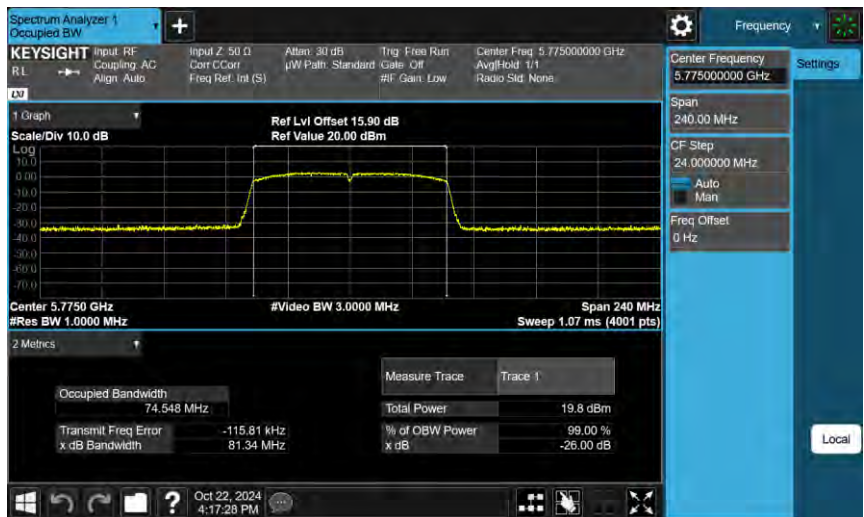 Spectrum Analyzer 1
Occupied BW
+
Frequency
KEYSIGHT
RL
LXI
Input: RF
Coupling: AC
Align: Auto
Input Z: 50 Ω
Corr CCorr
Freq Ref: Int (S)
Atten: 30 dB
µW Path: Standard
Trig: Free Run
Gate: Off
#IF Gain: Low
Center Freq: 5.775000000 GHz
Avg|Hold: 1/1
Radio Std: None
1 Graph
Scale/Div 10.0 dB
Ref Lvl Offset 15.90 dB
Ref Value 20.00 dBm
Log
10.0
0.00
-10.0
-20.0
-30.0
-40.0
-50.0
-60.0
-70.0
Center 5.7750 GHz
#Res BW 1.0000 MHz
#Video BW 3.0000 MHz
Span 240 MHz
Sweep 1.07 ms (4001 pts)
2 Metrics
Measure Trace Trace 1
Occupied Bandwidth
74.548 MHz
Total Power 19.8 dBm
Transmit Freq Error -115.81 kHz
% of OBW Power 99.00 %
x dB Bandwidth 81.34 MHz
x dB -26.00 dB
Center Frequency
5.775000000 GHz
Settings
Span
240.00 MHz
CF Step
24.000000 MHz
Auto
Man
Freq Offset
0 Hz
Local
?
Oct 22, 2024
4:17:28 PM